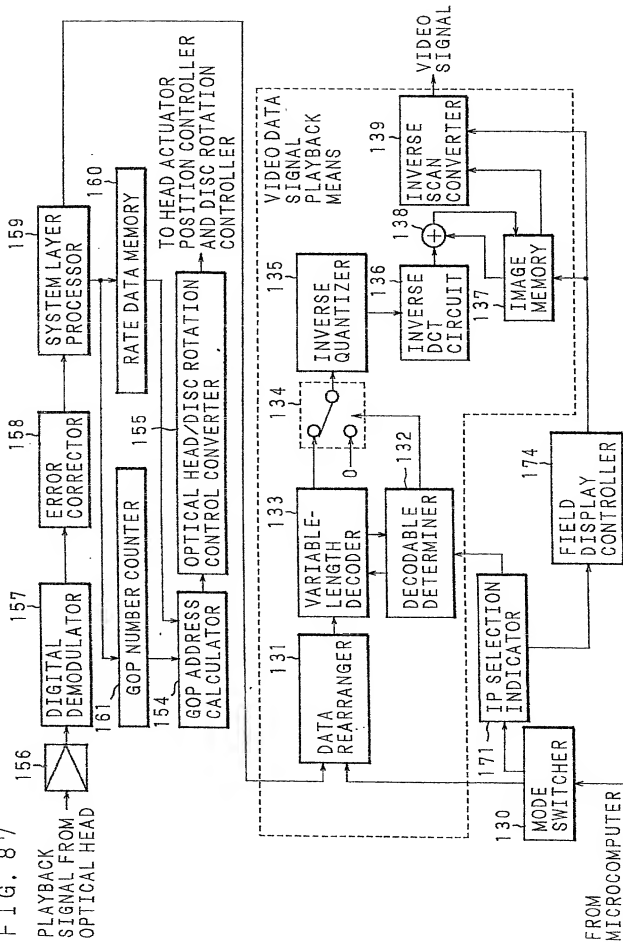 FIG. 87
PLAYBACK
SIGNAL FROM
OPTICAL HEAD
156
157
DIGITAL
DEMODULATOR
158
ERROR
CORRECTOR
159
SYSTEM LAYER
PROCESSOR
161
GOP NUMBER COUNTER
160
RATE DATA MEMORY
154
GOP ADDRESS
CALCULATOR
155
OPTICAL HEAD/DISC ROTATION
CONTROL CONVERTER
TO HEAD ACTUATOR
POSITION CONTROLLER
AND DISC ROTATION
CONTROLLER
VIDEO DATA
SIGNAL
PLAYBACK
MEANS
131
DATA
REARRANGER
133
VARIABLE-
LENGTH
DECODER
134
0
132
DECODABLE
DETERMINER
135
INVERSE
QUANTIZER
136
INVERSE
DCT
CIRCUIT
138
+
137
IMAGE
MEMORY
139
INVERSE
SCAN
CONVERTER
VIDEO
SIGNAL
130
MODE
SWITCHER
171
IP SELECTION
INDICATOR
174
FIELD
DISPLAY
CONTROLLER
FROM
MICROCOMPUTER